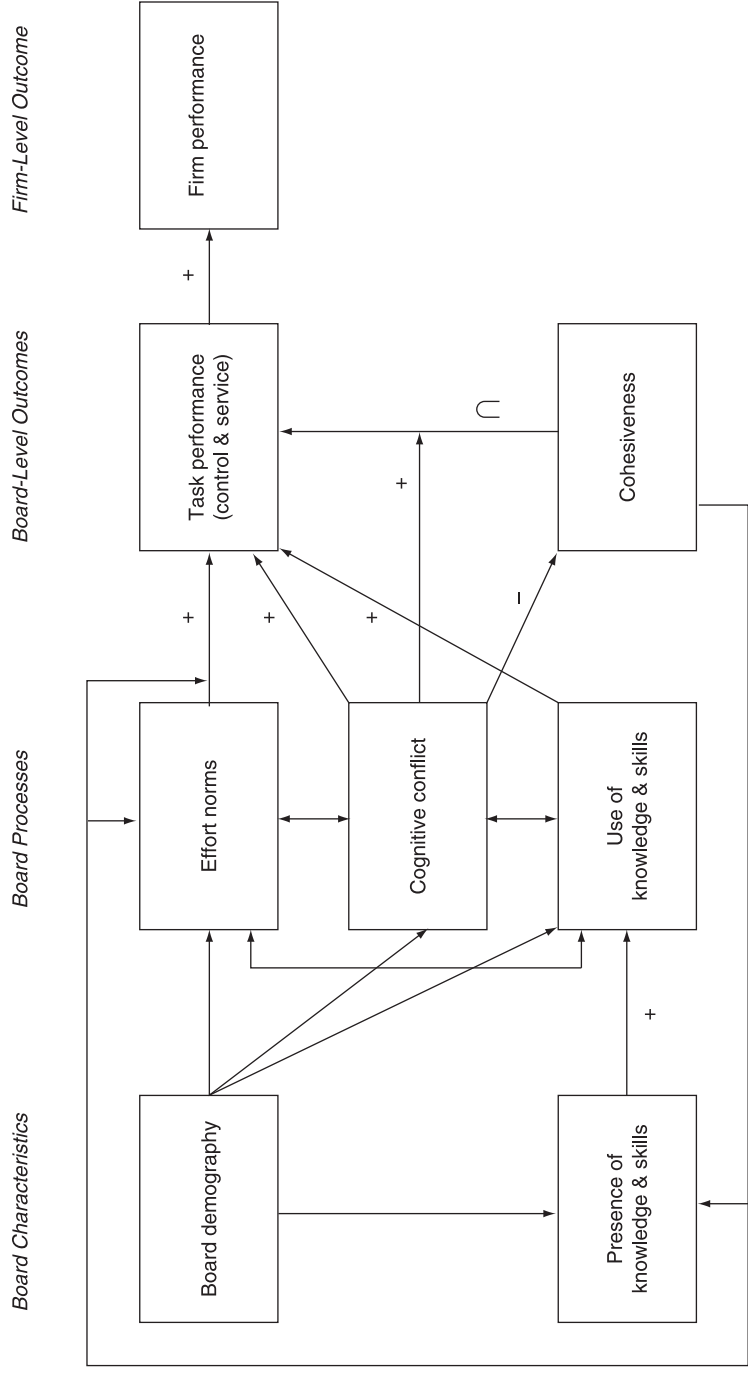 Board Characteristics
Board Processes
Board-Level Outcomes
Firm-Level Outcome
Board demography
Effort norms
+
Task performance
(control & service)
+
Firm performance
+
Cognitive conflict
+
+
∩
–
Presence of
knowledge & skills
+
Use of
knowledge & skills
Cohesiveness